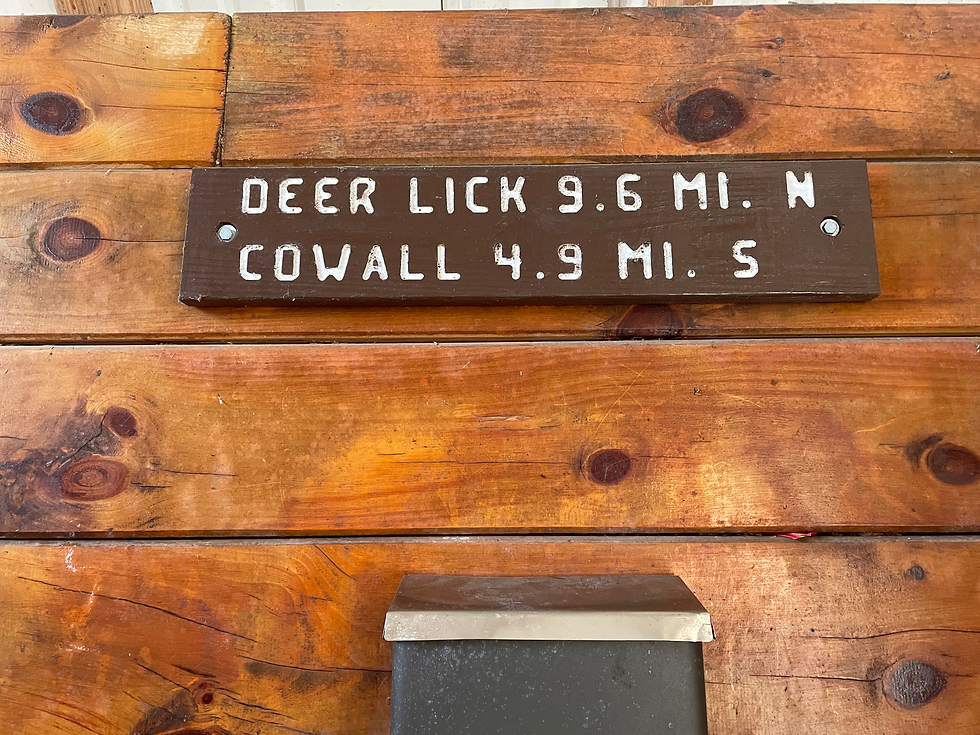 DEER LICK 9.6 MI. N
COWALL 4.9 MI. S